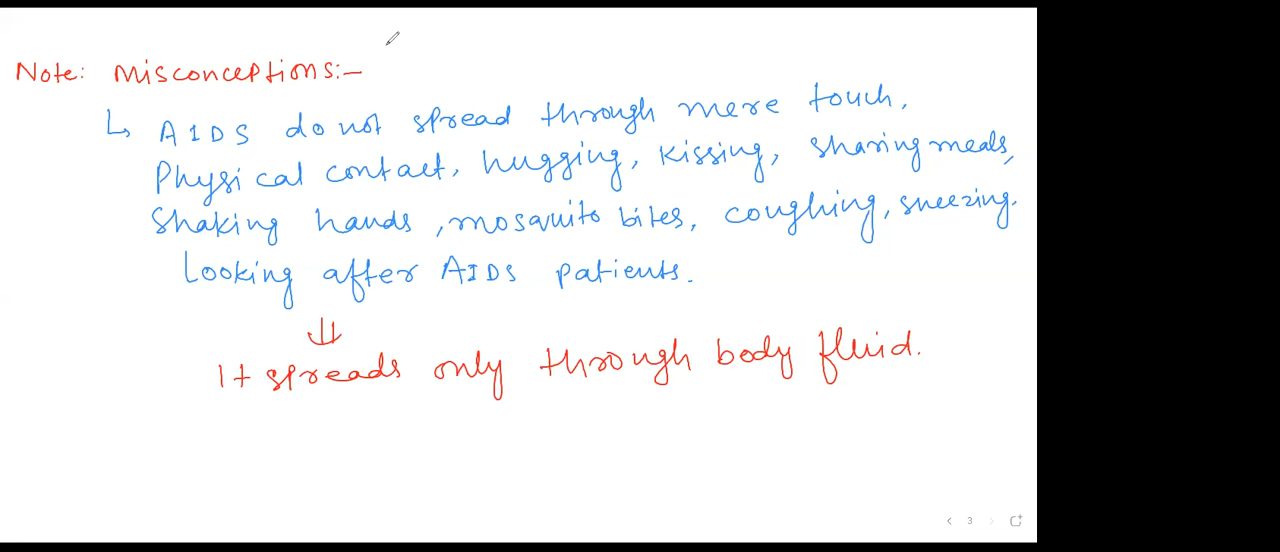 Note: Misconceptions:-
↳ AIDS do not spread through mere touch,
Physical contact, hugging, kissing, sharing meals,
Shaking hands, mosquito bites, coughing, sneezing.
Looking after AIDS patients.
⇓
It spreads only through body fluid.
< 3 >